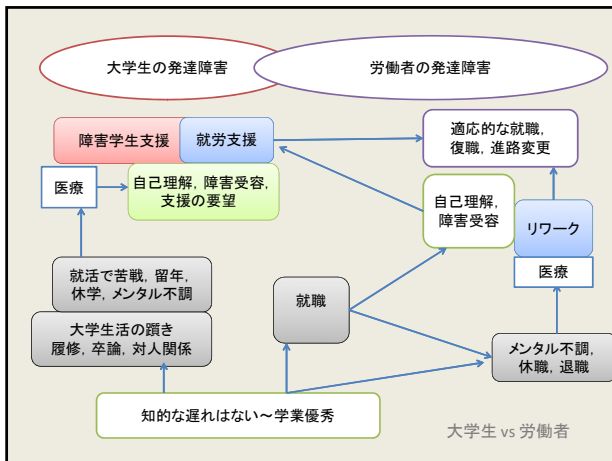 大学生の発達障害
労働者の発達障害
障害学生支援
就労支援
適応的な就職,
復職, 進路変更
医療
自己理解, 障害受容,
支援の要望
自己理解,
障害受容
リワーク
医療
就活で苦戦, 留年,
休学, メンタル不調
大学生活の躓き
履修, 卒論, 対人関係
就職
メンタル不調,
休職, 退職
知的な遅れはない～学業優秀
大学生 vs 労働者